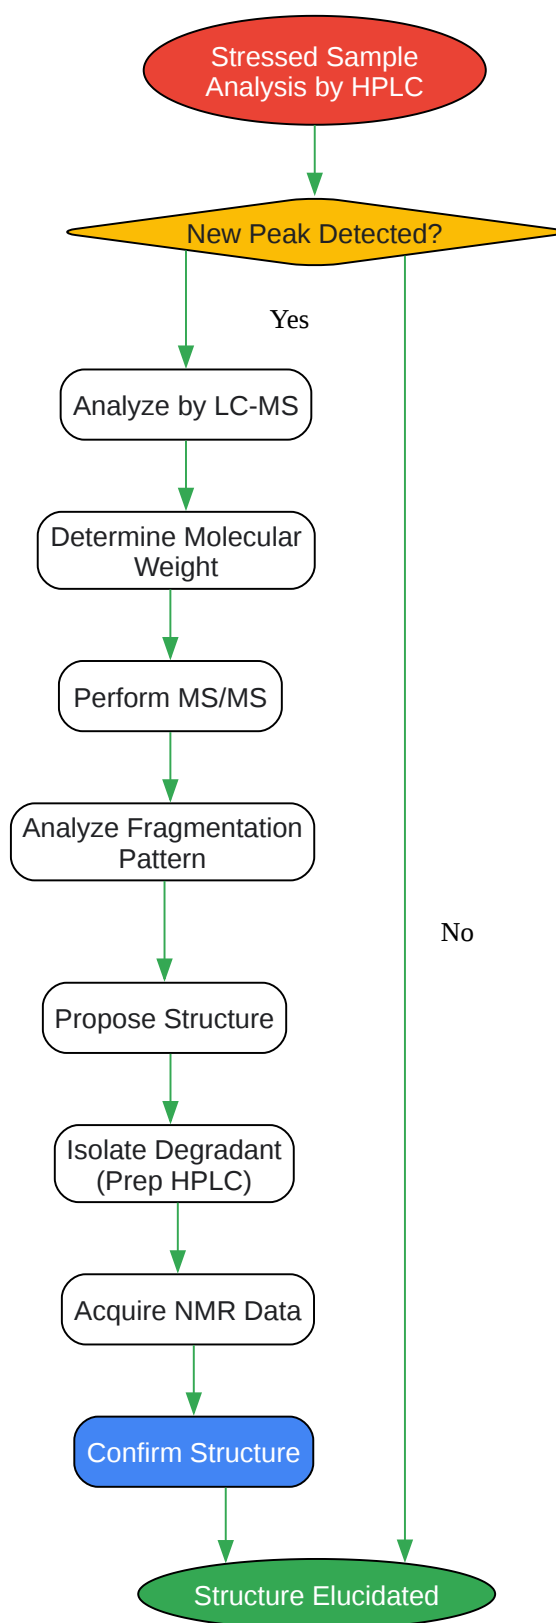 Stressed Sample
Analysis by HPLC
New Peak Detected?
Yes
Analyze by LC-MS
Determine Molecular
Weight
Perform MS/MS
Analyze Fragmentation
Pattern
No
Propose Structure
Isolate Degradant
(Prep HPLC)
Acquire NMR Data
Confirm Structure
Structure Elucidated